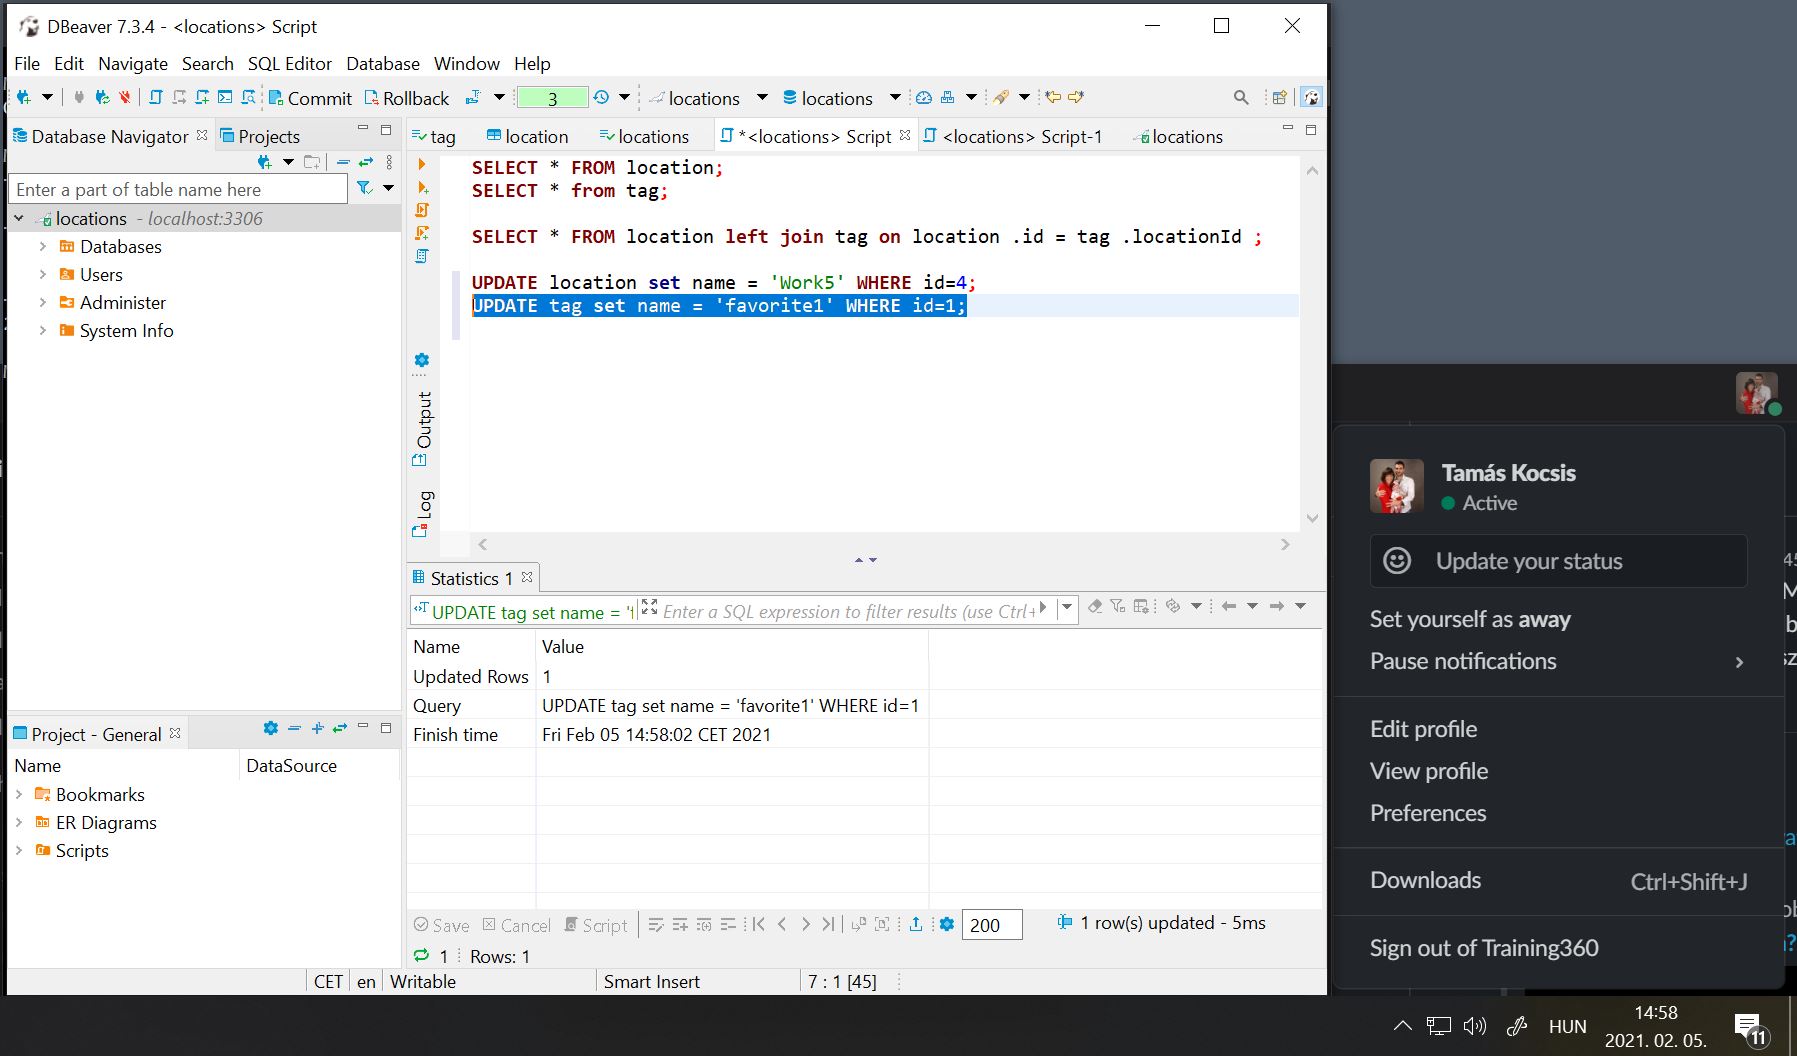 DBeaver 7.3.4 - <locations> Script
File Edit Navigate Search SQL Editor Database Window Help
Commit Rollback 3 locations locations
Database Navigator Projects
Enter a part of table name here
locations - localhost:3306
Databases
Users
Administer
System Info
tag location locations *<locations> Script <locations> Script-1 locations
SELECT * FROM location;
SELECT * from tag;
SELECT * FROM location left join tag on location .id = tag .locationId ;
UPDATE location set name = 'Work5' WHERE id=4;
UPDATE tag set name = 'favorite1' WHERE id=1;
Output
Log
Statistics 1
UPDATE tag set name = 'f Enter a SQL expression to filter results (use Ctrl+
Name Value
Updated Rows 1
Query UPDATE tag set name = 'favorite1' WHERE id=1
Finish time Fri Feb 05 14:58:02 CET 2021
Save Cancel Script 200 1 row(s) updated - 5ms
1 Rows: 1
Project - General
Name DataSource
Bookmarks
ER Diagrams
Scripts
CET en Writable Smart Insert 7 : 1 [45]
Tamás Kocsis
Active
Update your status
Set yourself as away
Pause notifications
Edit profile
View profile
Preferences
Downloads Ctrl+Shift+J
Sign out of Training360
HUN
14:58
2021. 02. 05.
11